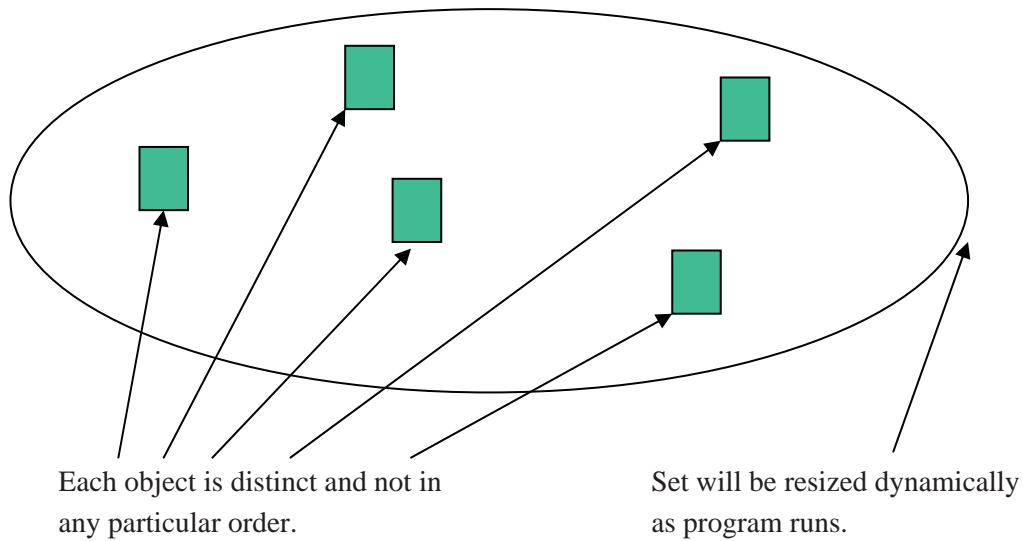 Each object is distinct and not in
any particular order.
Set will be resized dynamically
as program runs.